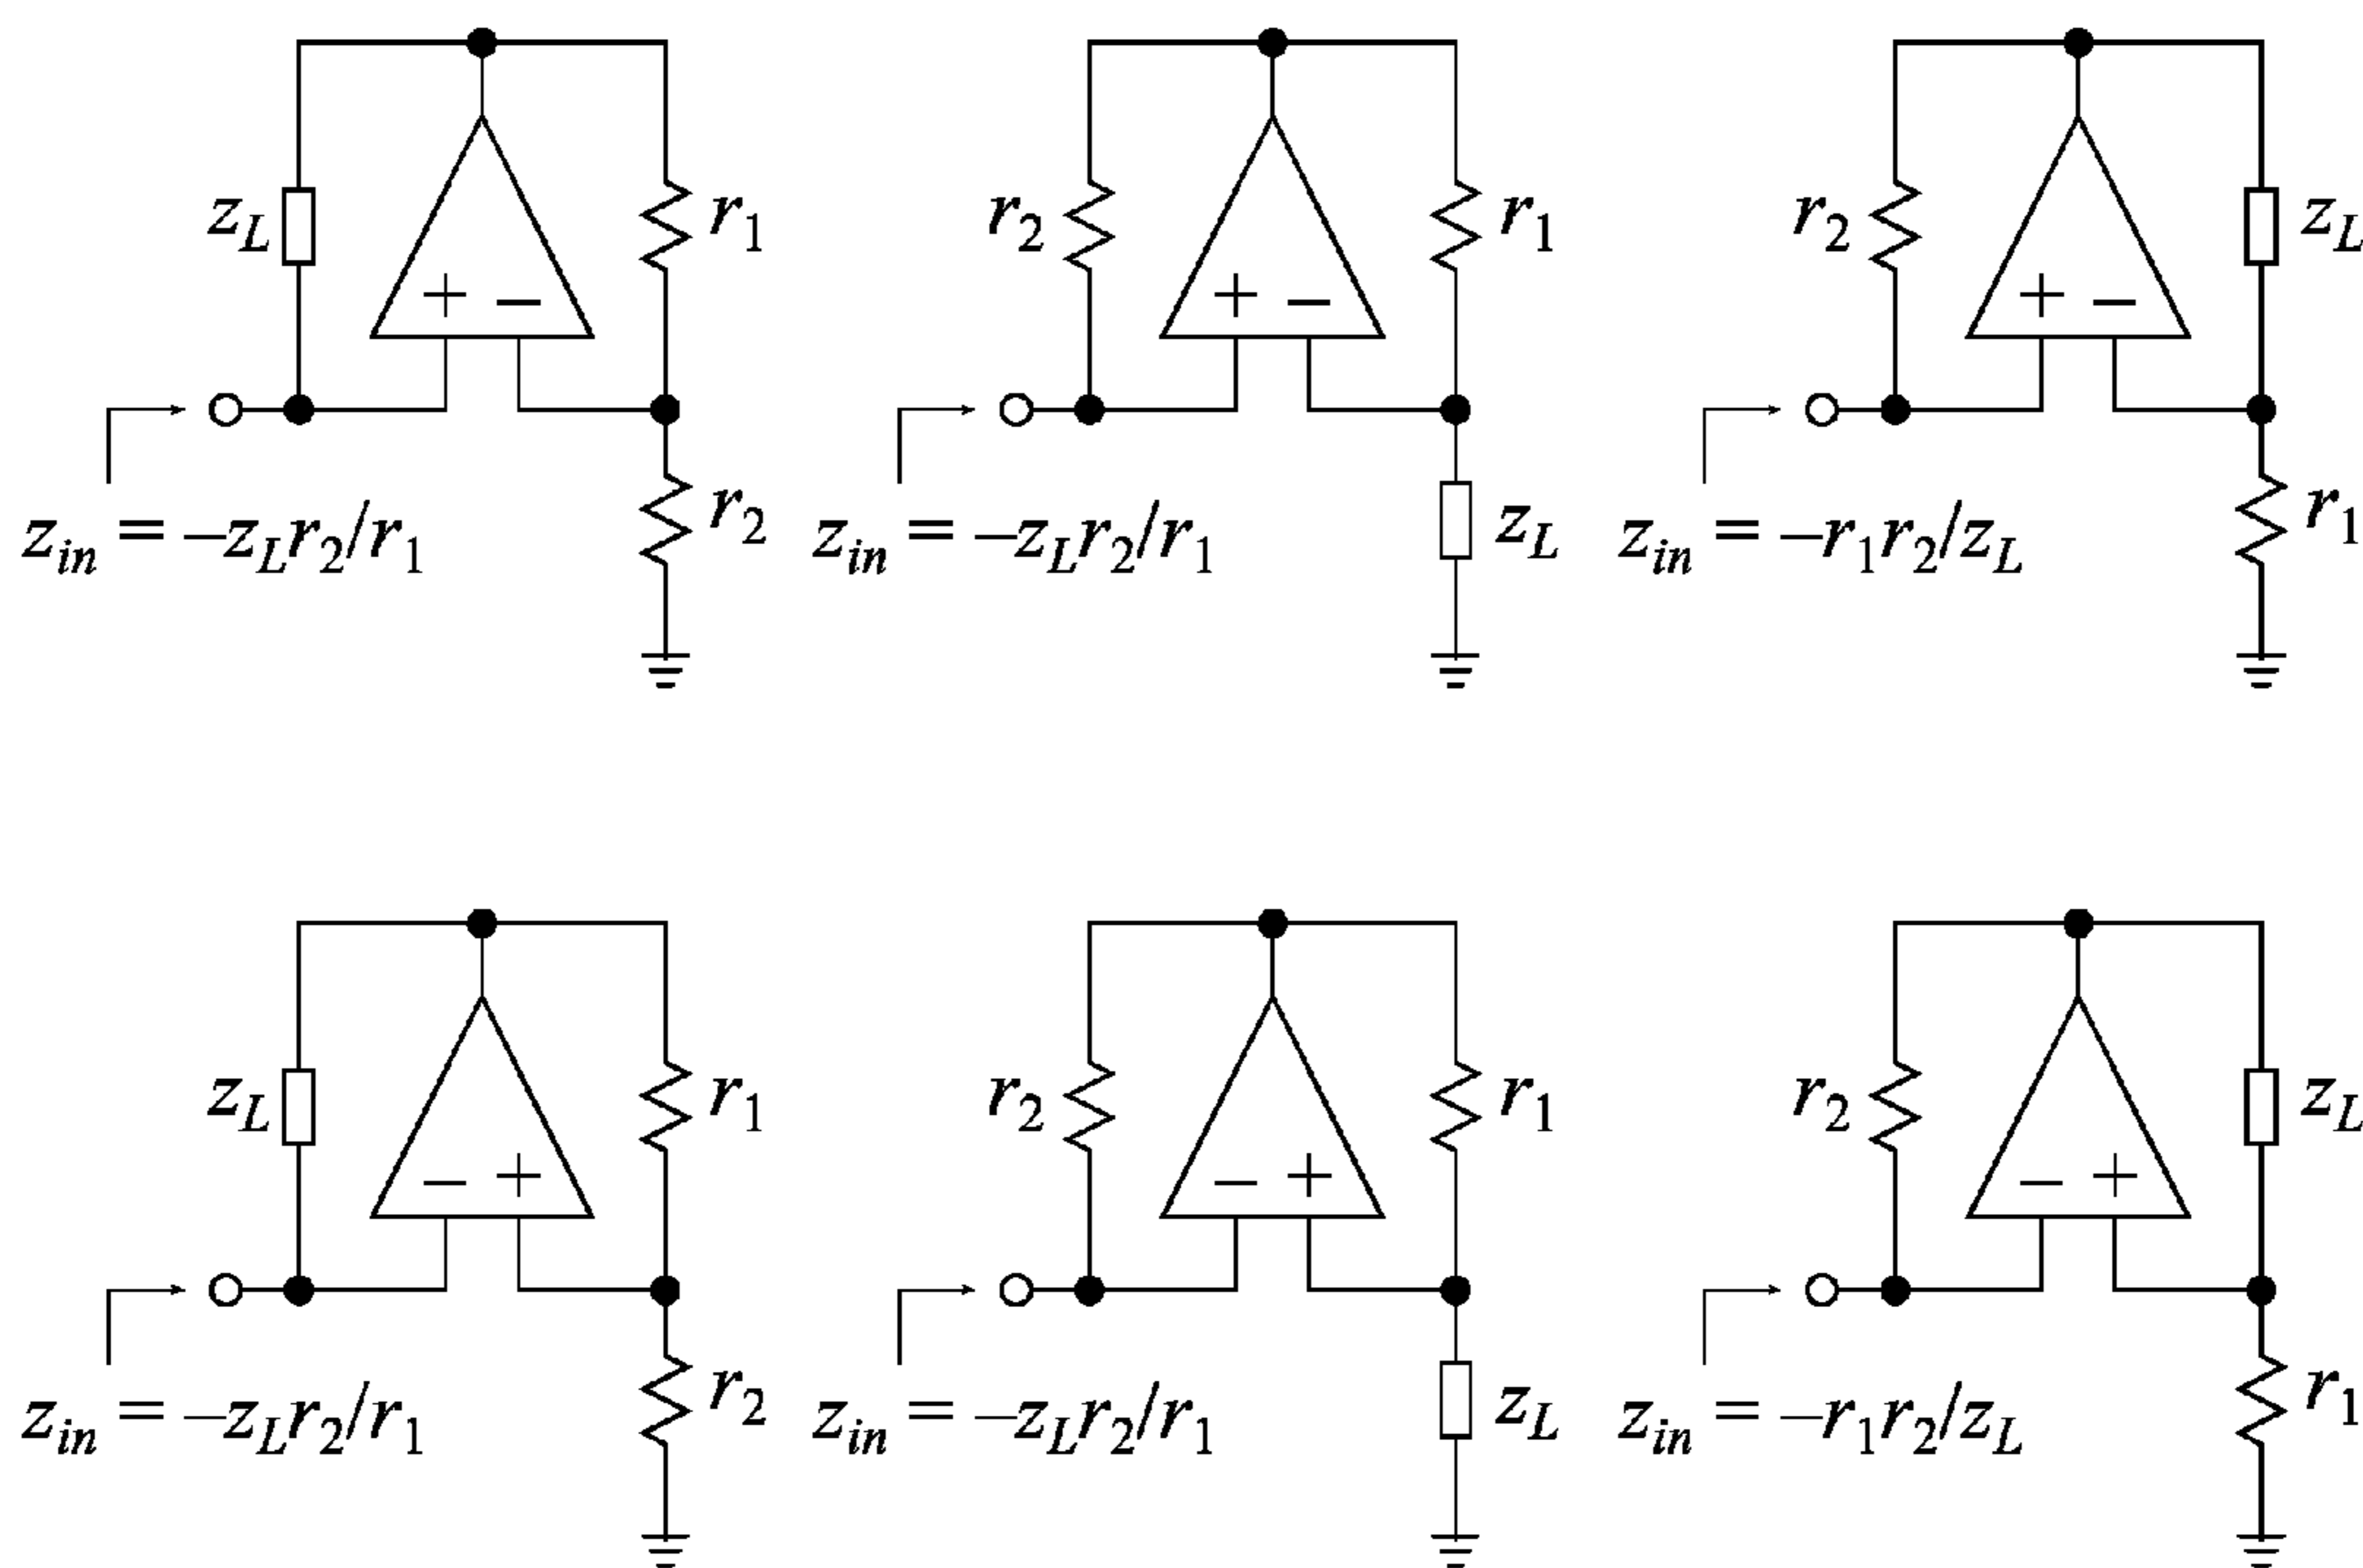 z_L r_1 r_2 r_1 r_2 z_L
+ − + − + −
r_2 z_L r_1
z_in = −z_L r_2/r_1 z_in = −z_L r_2/r_1 z_in = −r_1 r_2/z_L
z_L r_1 r_2 r_1 r_2 z_L
− + − + − +
r_2 z_L r_1
z_in = −z_L r_2/r_1 z_in = −z_L r_2/r_1 z_in = −r_1 r_2/z_L